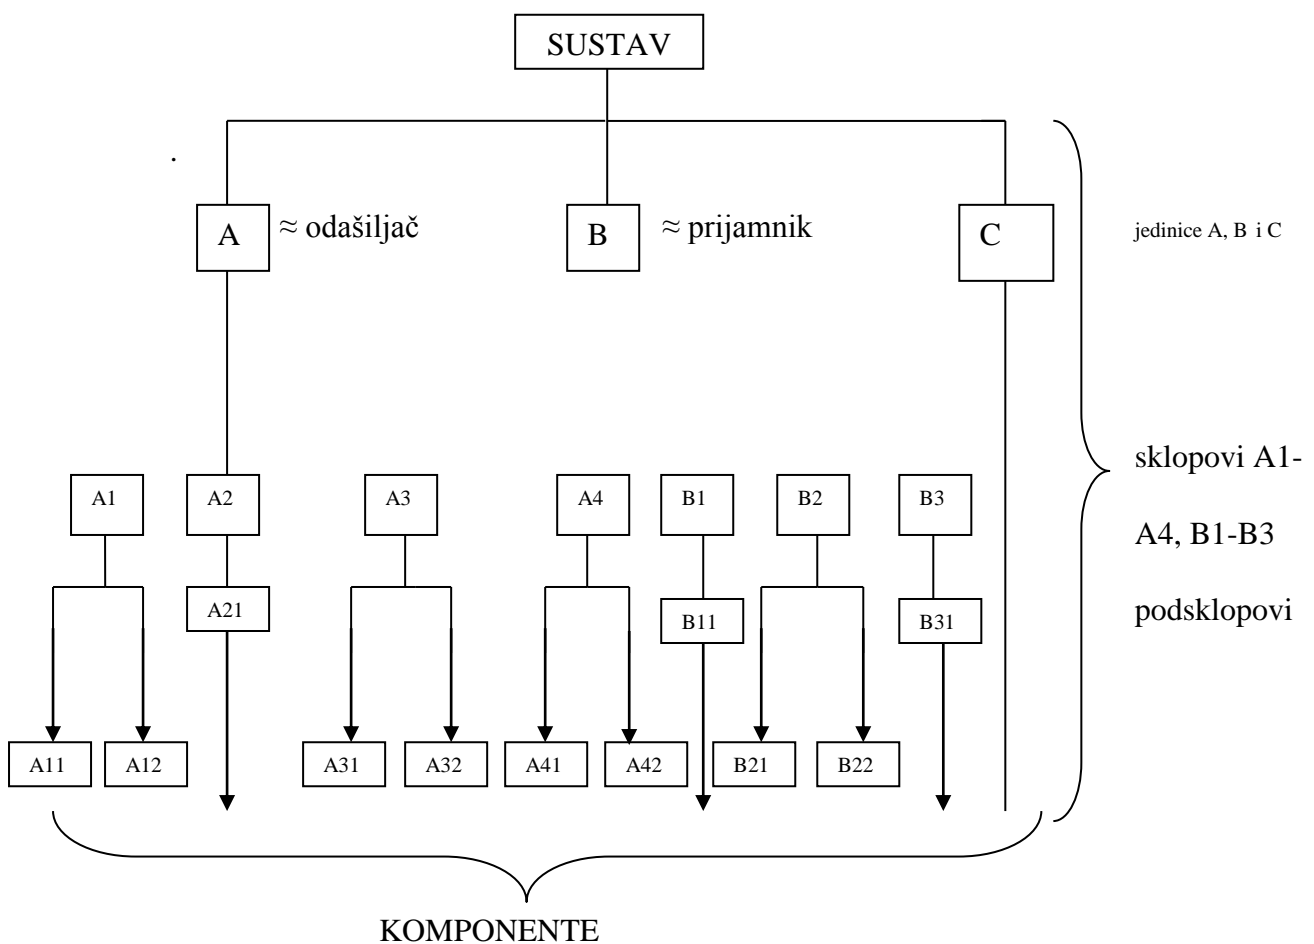 SUSTAV
.
A
≈ odašiljač
B
≈ prijamnik
C
jedinice A, B i C
sklopovi A1-
A4, B1-B3
podsklopovi
A1
A2
A3
A4
B1
B2
B3
A21
B11
B31
A11
A12
A31
A32
A41
A42
B21
B22
KOMPONENTE